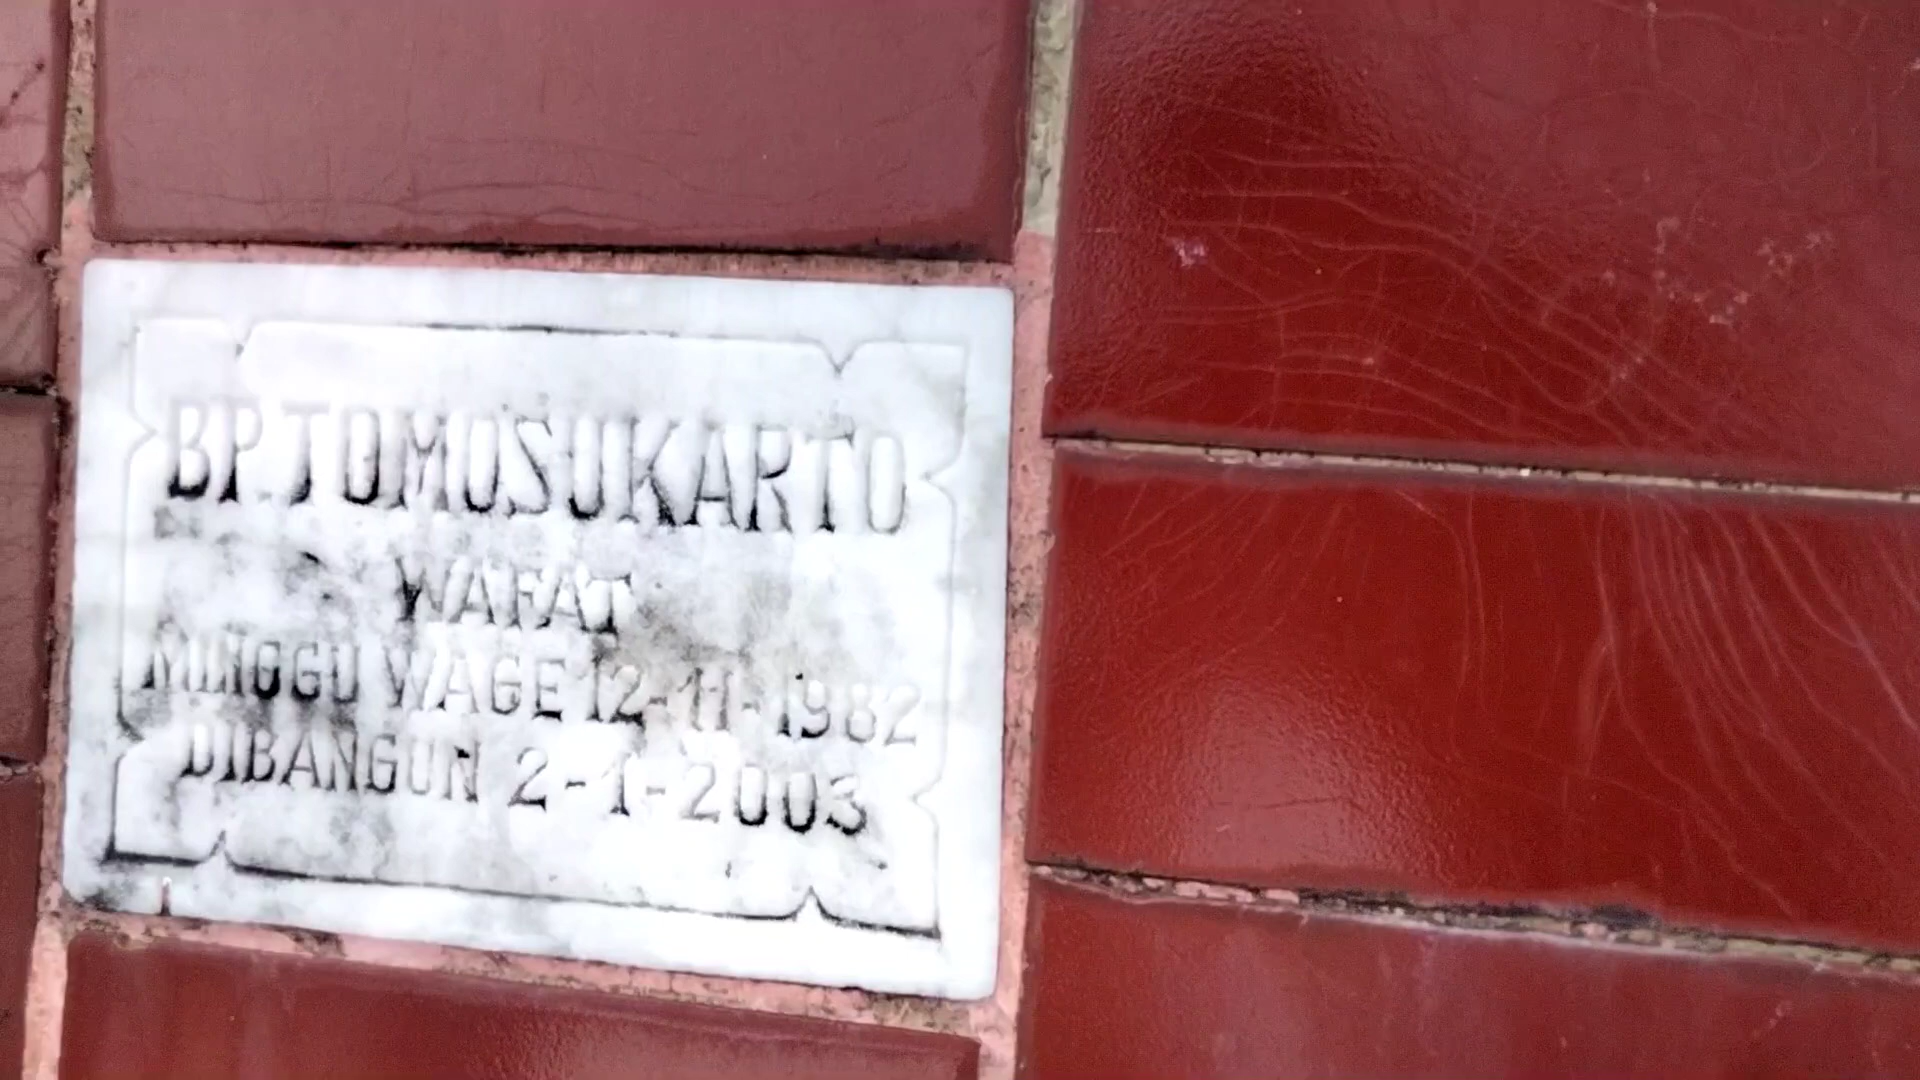 BP. TOMOSUKARTO
WAFAT
MINGGU WAGE 12-11-1982
DIBANGUN 2-1-2003